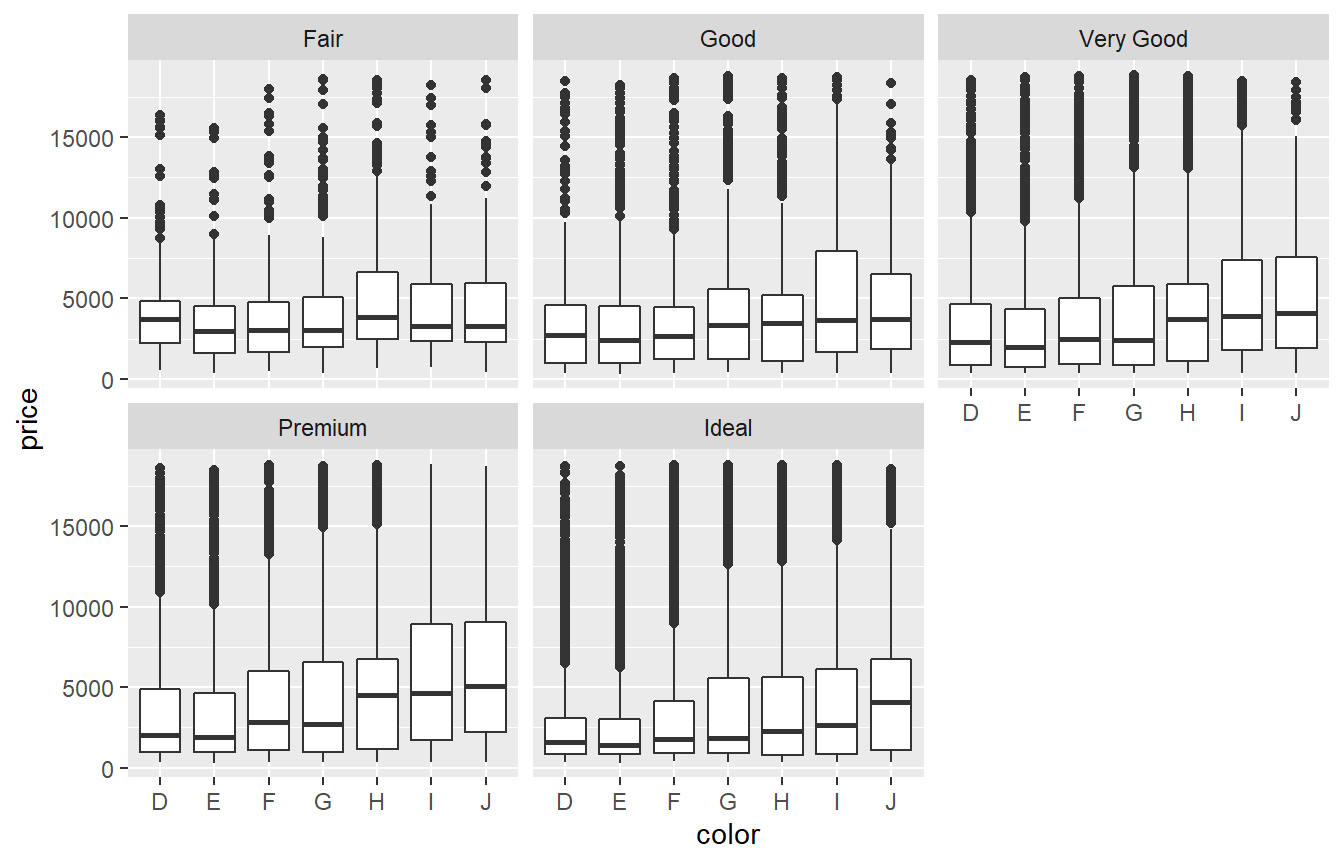 Fair Good Very Good
15000
10000
5000
0
D E F G H I J
price
Premium Ideal
15000
10000
5000
0
D E F G H I J D E F G H I J
color